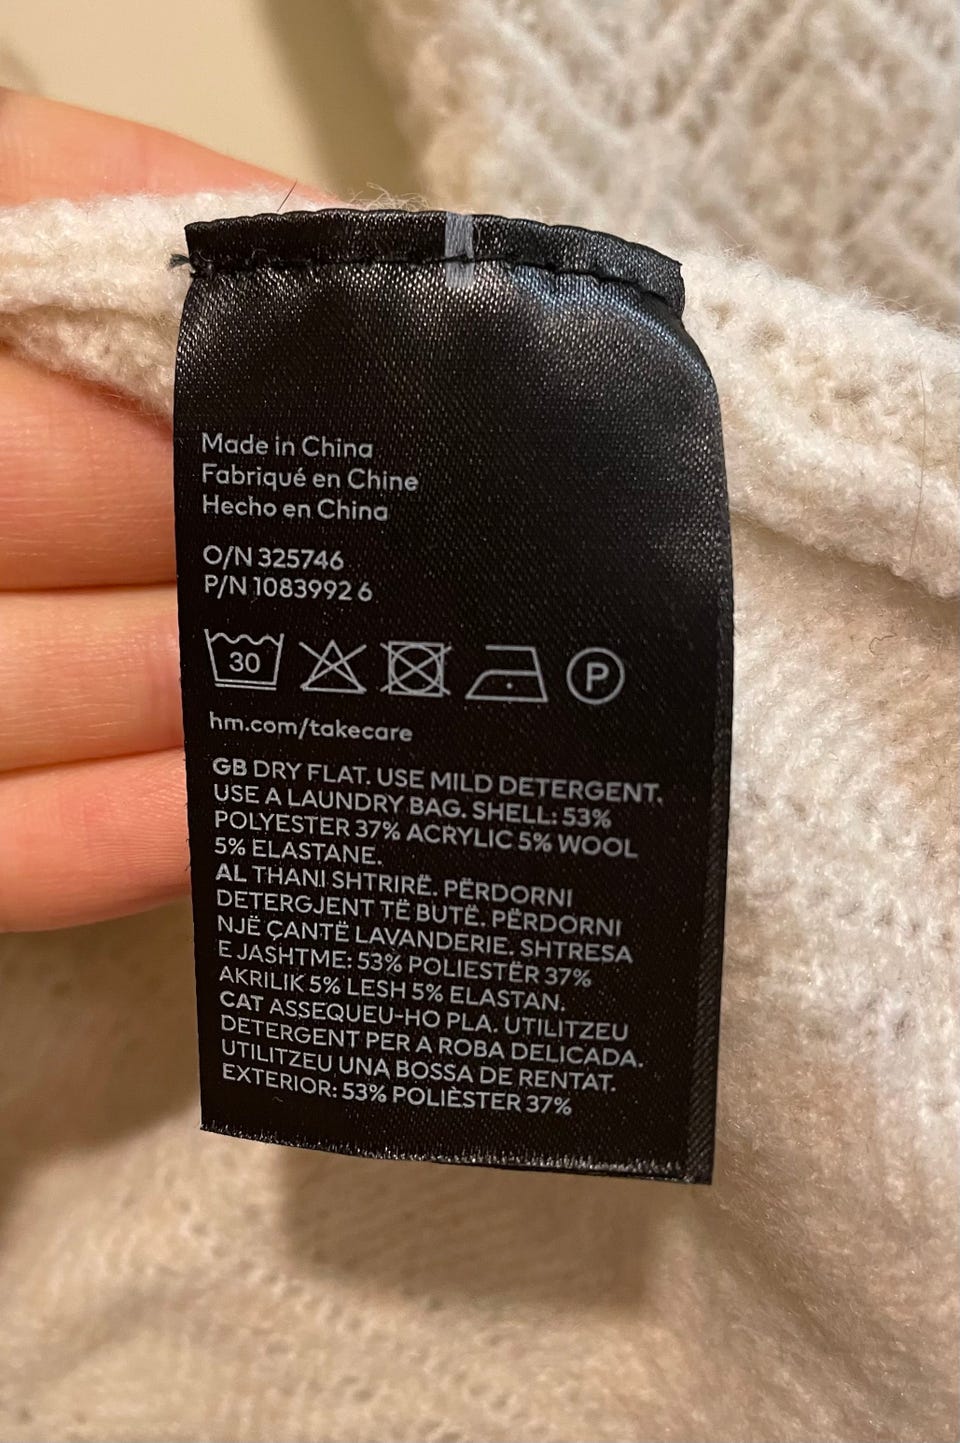 Made in China
Fabriqué en Chine
Hecho en China
O/N 325746
P/N 1083992 6
30 P
hm.com/takecare
GB DRY FLAT. USE MILD DETERGENT.
USE A LAUNDRY BAG. SHELL: 53%
POLYESTER 37% ACRYLIC 5% WOOL
5% ELASTANE.
AL THANI SHTRIRË. PËRDORNI
DETERGJENT TË BUTË. PËRDORNI
NJË ÇANTË LAVANDERIE. SHTRESA
E JASHTME: 53% POLIESTËR 37%
AKRILIK 5% LESH 5% ELASTAN.
CAT ASSEQUEU-HO PLA. UTILITZEU
DETERGENT PER A ROBA DELICADA.
UTILITZEU UNA BOSSA DE RENTAT.
EXTERIOR: 53% POLIÈSTER 37%